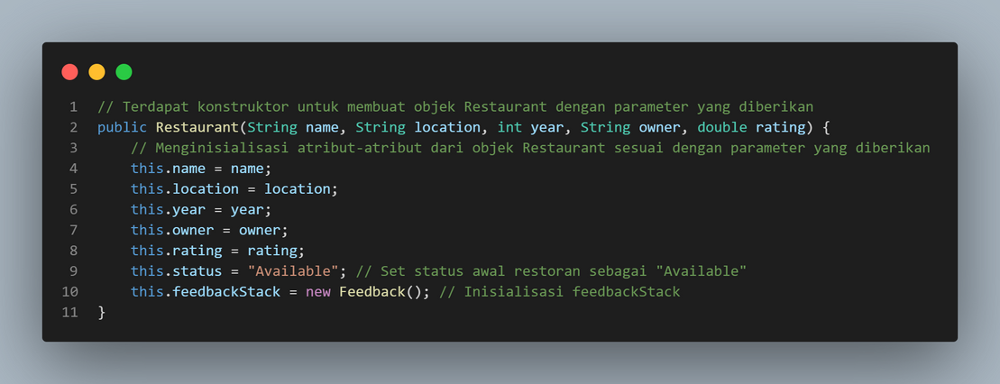 1 // Terdapat konstruktor untuk membuat objek Restaurant dengan parameter yang diberikan
2 public Restaurant(String name, String location, int year, String owner, double rating) {
3     // Menginisialisasi atribut-atribut dari objek Restaurant sesuai dengan parameter yang diberikan
4     this.name = name;
5     this.location = location;
6     this.year = year;
7     this.owner = owner;
8     this.rating = rating;
9     this.status = "Available"; // Set status awal restoran sebagai "Available"
10     this.feedbackStack = new Feedback(); // Inisialisasi feedbackStack
11 }